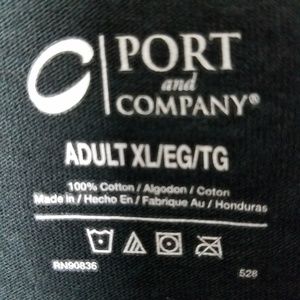 PORT
and
COMPANY®
ADULT XL/EG/TG
100% Cotton / Algodon / Coton
Made in / Hecho En / Fabrique Au / Honduras
RN90836 528